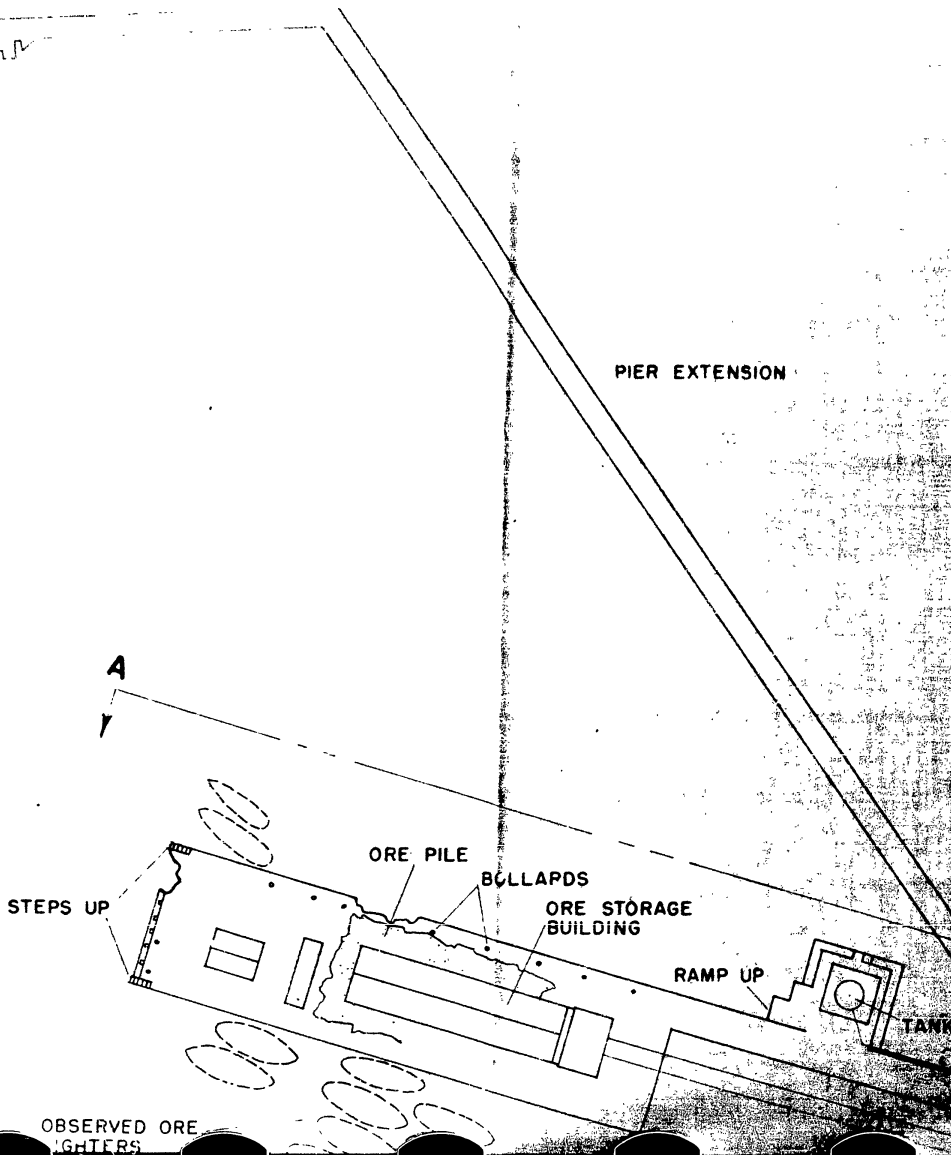 PIER EXTENSION
A
ORE PILE
BOLLARDS
STEPS UP
ORE STORAGE
BUILDING
RAMP UP
TANK
OBSERVED ORE